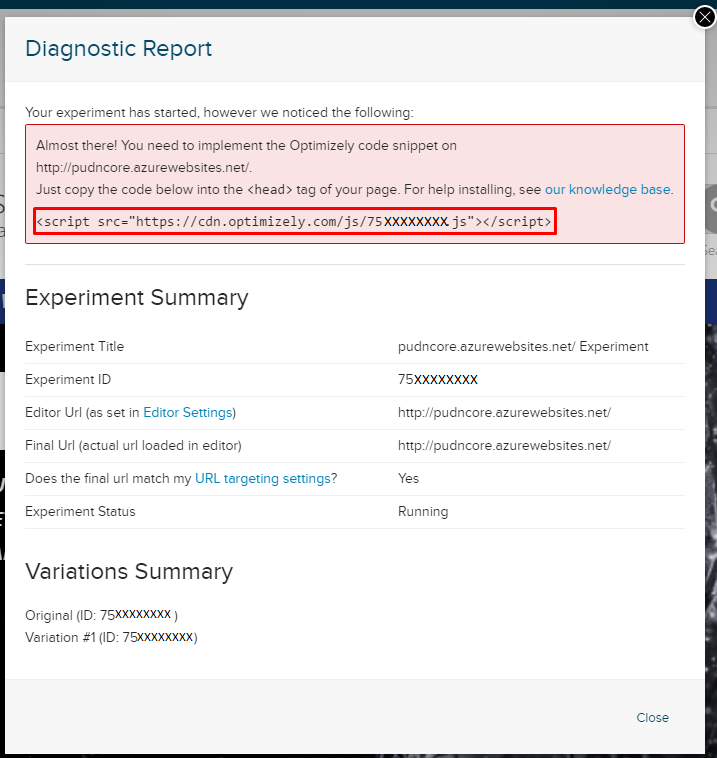 Diagnostic Report
Your experiment has started, however we noticed the following:
Almost there! You need to implement the Optimizely code snippet on
http://pudncore.azurewebsites.net/.
Just copy the code below into the <head> tag of your page. For help installing, see our knowledge base.
<script src="https://cdn.optimizely.com/js/75XXXXXXXX.js"></script>
Experiment Summary
Experiment Title pudncore.azurewebsites.net/ Experiment
Experiment ID 75XXXXXXXX
Editor Url (as set in Editor Settings) http://pudncore.azurewebsites.net/
Final Url (actual url loaded in editor) http://pudncore.azurewebsites.net/
Does the final url match my URL targeting settings? Yes
Experiment Status Running
Variations Summary
Original (ID: 75XXXXXXXX )
Variation #1 (ID: 75XXXXXXXX)
Close